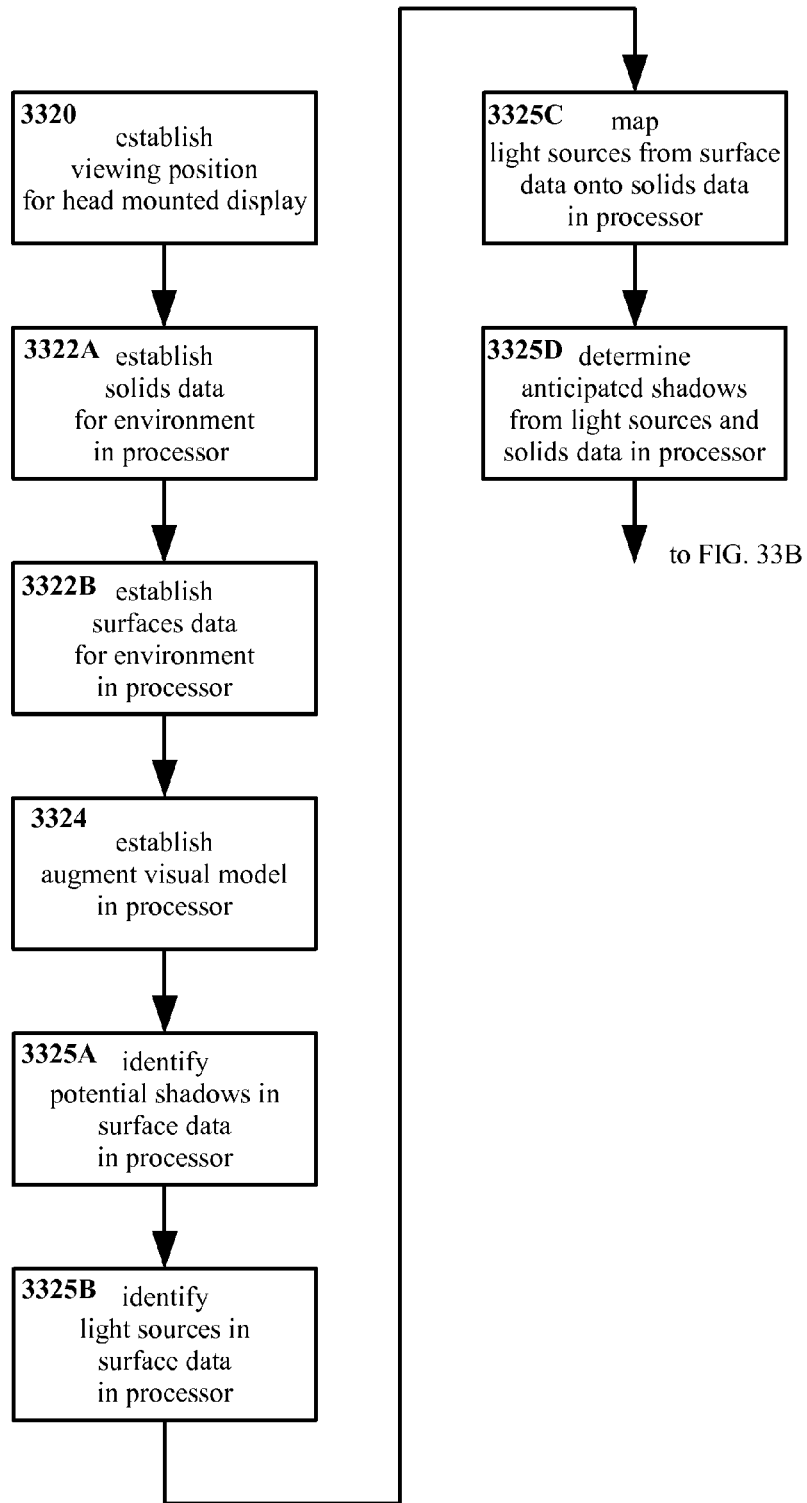 3320
establish
viewing position
for head mounted display
3322A
establish
solids data
for environment
in processor
3322B
establish
surfaces data
for environment
in processor
3324
establish
augment visual model
in processor
3325A
identify
potential shadows in
surface data
in processor
3325B
identify
light sources in
surface data
in processor
3325C
map
light sources from surface
data onto solids data
in processor
3325D
determine
anticipated shadows
from light sources and
solids data in processor
to FIG. 33B